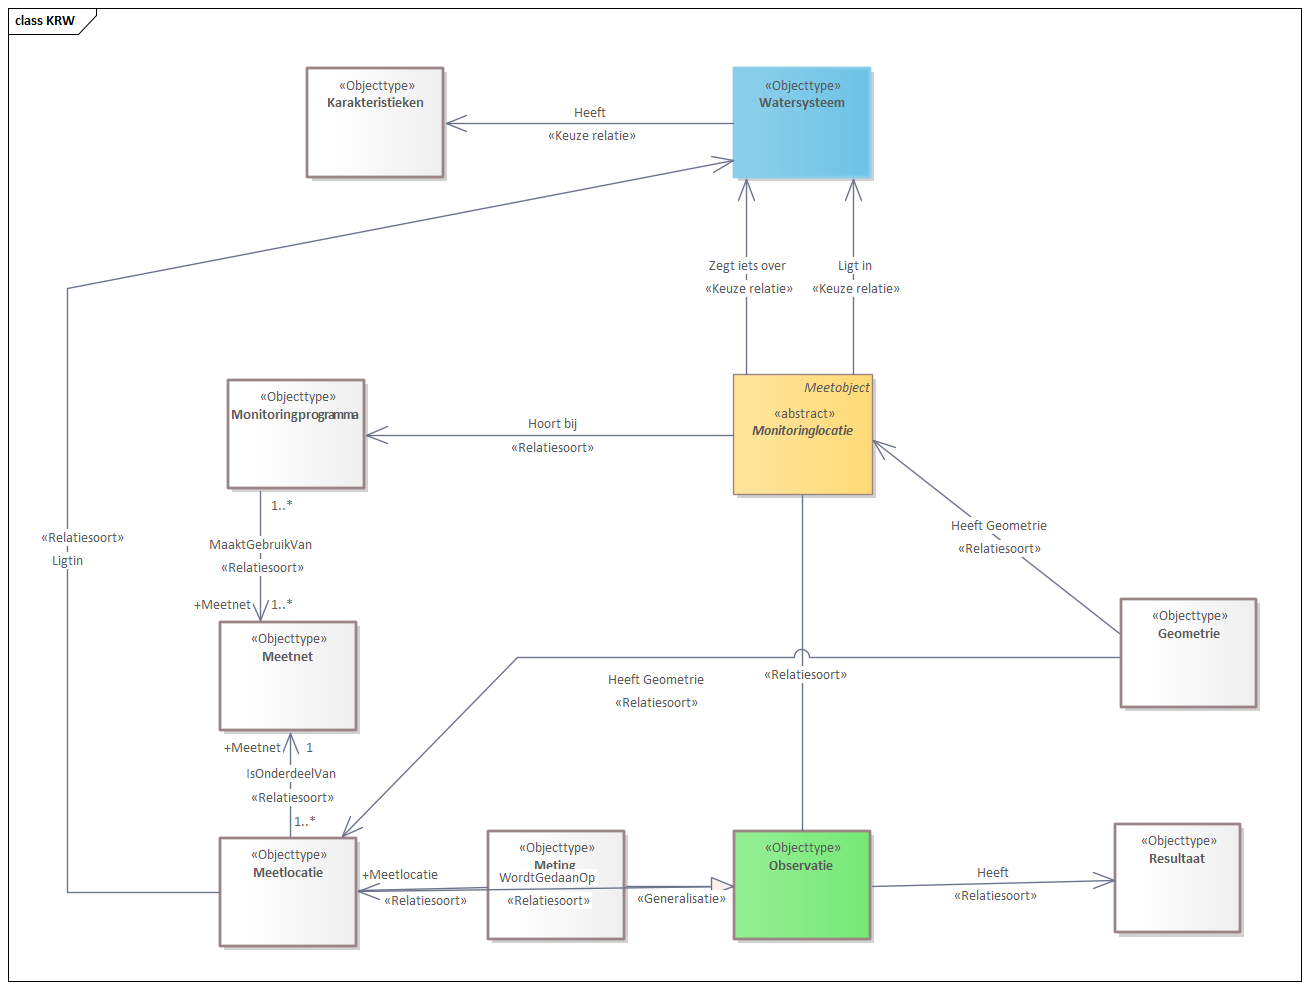 class KRW
«Objecttype»
Karakteristieken
«Objecttype»
Watersysteem
Heeft
«Keuze relatie»
Zegt iets over
«Keuze relatie»
Ligt in
«Keuze relatie»
«Objecttype»
Monitoringprogramma
Meetobject
«abstract»
Monitoringlocatie
Hoort bij
«Relatiesoort»
1..*
MaaktGebruikVan
«Relatiesoort»
+Meetnet
1..*
«Relatiesoort»
Ligtin
Heeft Geometrie
«Relatiesoort»
«Objecttype»
Geometrie
«Objecttype»
Meetnet
Heeft Geometrie
«Relatiesoort»
«Relatiesoort»
+Meetnet
1
IsOnderdeelVan
«Relatiesoort»
1..*
«Objecttype»
Meetlocatie
+Meetlocatie
«Relatiesoort»
«Objecttype»
Meting
WordtGedaanOp
«Relatiesoort»
«Generalisatie»
«Objecttype»
Observatie
Heeft
«Relatiesoort»
«Objecttype»
Resultaat